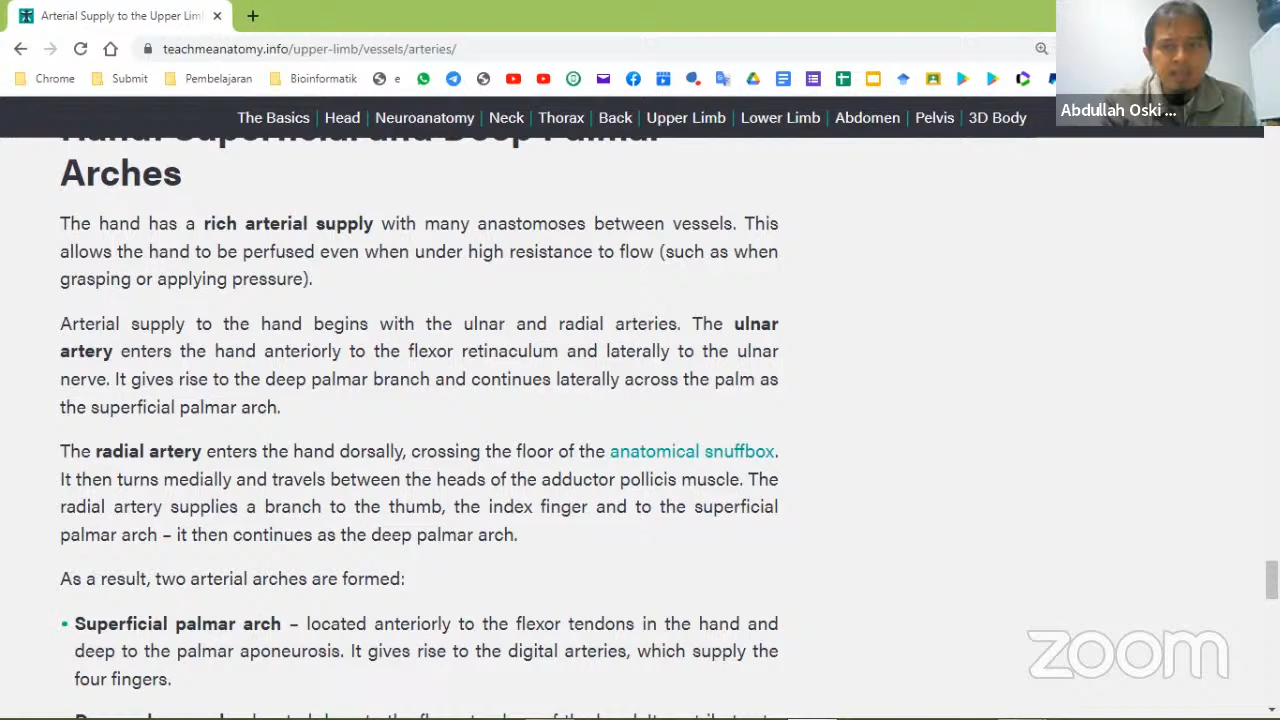 Arterial Supply to the Upper Lim
teachmeanatomy.info/upper-limb/vessels/arteries/
Chrome Submit Pembelajaran Bioinformatik e
Abdullah Oski ...
The Basics | Head | Neuroanatomy | Neck | Thorax | Back | Upper Limb | Lower Limb | Abdomen | Pelvis | 3D Body
Arches
The hand has a rich arterial supply with many anastomoses between vessels. This
allows the hand to be perfused even when under high resistance to flow (such as when
grasping or applying pressure).
Arterial supply to the hand begins with the ulnar and radial arteries. The ulnar
artery enters the hand anteriorly to the flexor retinaculum and laterally to the ulnar
nerve. It gives rise to the deep palmar branch and continues laterally across the palm as
the superficial palmar arch.
The radial artery enters the hand dorsally, crossing the floor of the anatomical snuffbox.
It then turns medially and travels between the heads of the adductor pollicis muscle. The
radial artery supplies a branch to the thumb, the index finger and to the superficial
palmar arch – it then continues as the deep palmar arch.
As a result, two arterial arches are formed:
• Superficial palmar arch – located anteriorly to the flexor tendons in the hand and
deep to the palmar aponeurosis. It gives rise to the digital arteries, which supply the
four fingers.
zoom